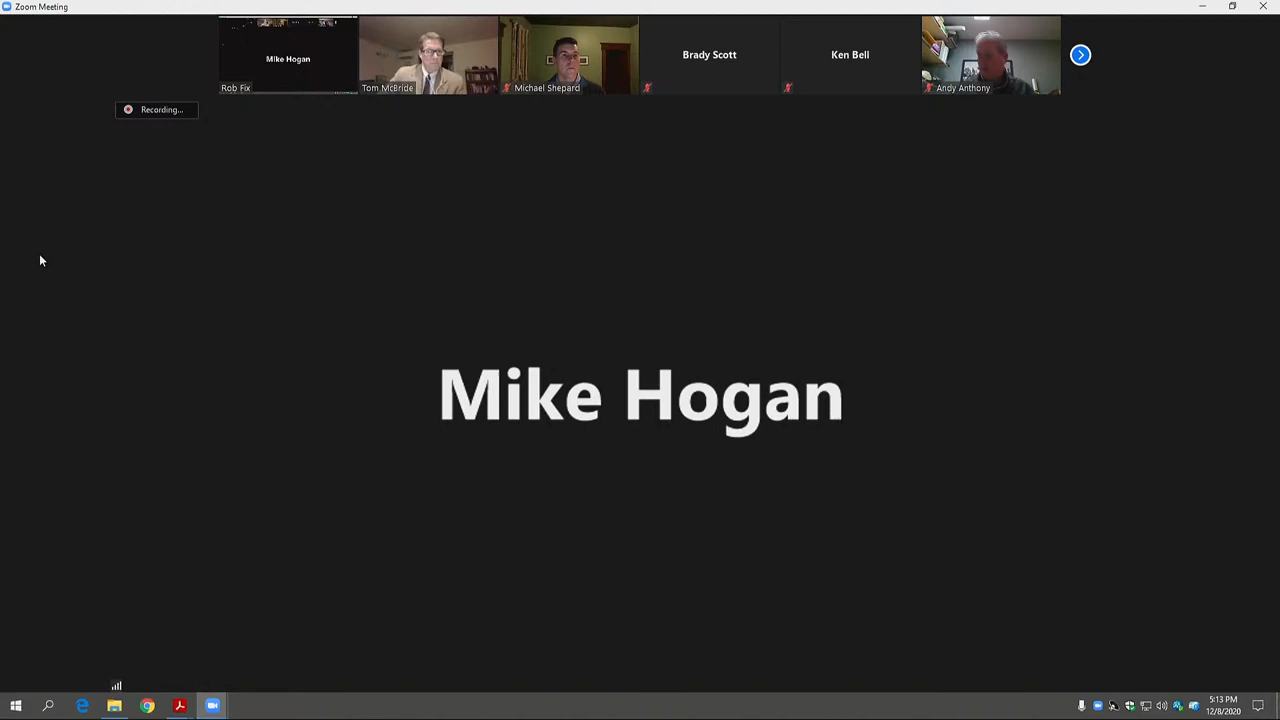 Zoom Meeting
Mike Hogan
Rob Fix
Tom McBride
Michael Shepard
Brady Scott
Ken Bell
Andy Anthony
Recording...
Mike Hogan
5:13 PM
12/8/2020